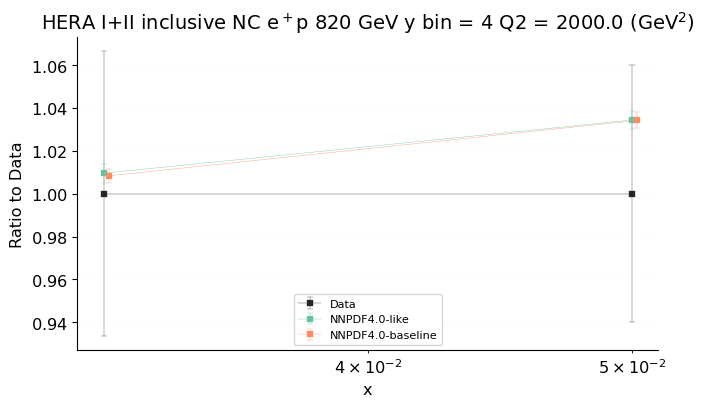 HERA I+II inclusive NC e⁺p 820 GeV y bin = 4 Q2 = 2000.0 (GeV²)
Ratio to Data
1.06
1.04
1.02
1.00
0.98
0.96
0.94
Data
NNPDF4.0-like
NNPDF4.0-baseline
4 × 10⁻²
5 × 10⁻²
x